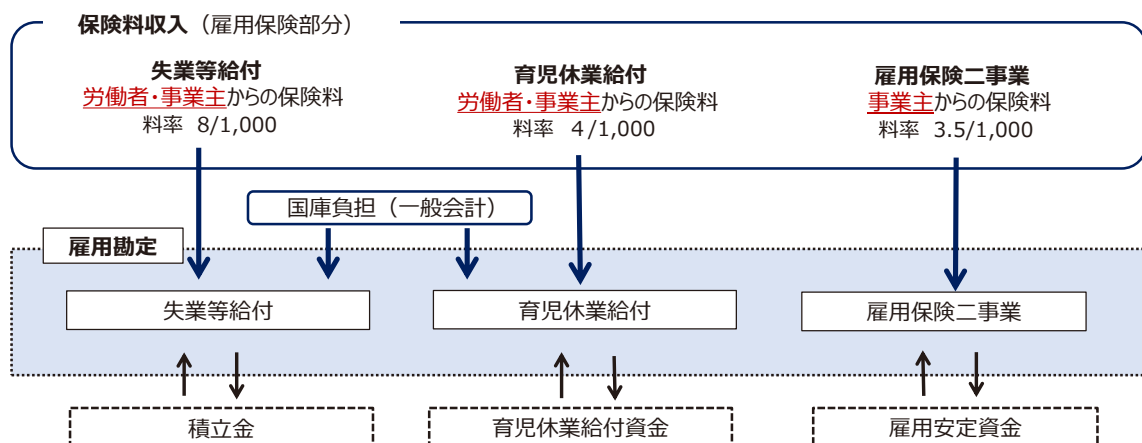 保険料収入（雇用保険部分）
失業等給付
労働者・事業主からの保険料
料率 8/1,000
育児休業給付
労働者・事業主からの保険料
料率 4/1,000
雇用保険二事業
事業主からの保険料
料率 3.5/1,000
国庫負担（一般会計）
雇用勘定
失業等給付
育児休業給付
雇用保険二事業
積立金
育児休業給付資金
雇用安定資金